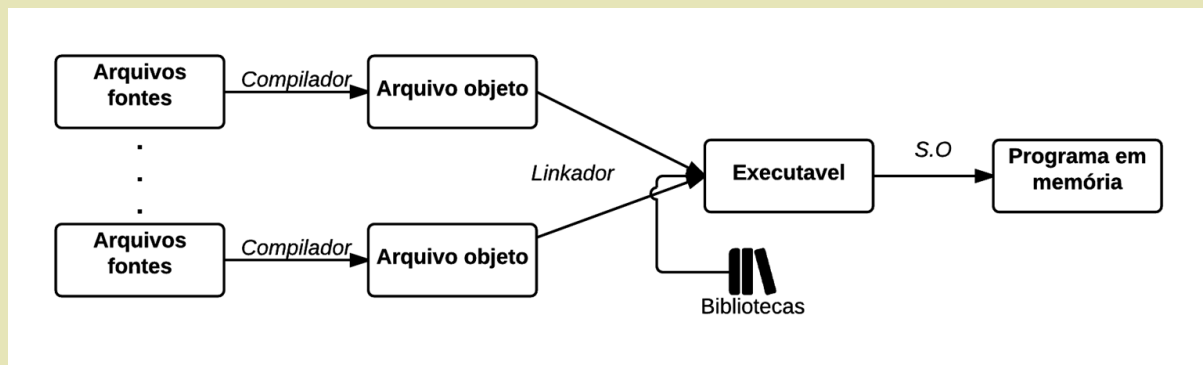 Arquivos
fontes
Compilador
Arquivo objeto
Linkador
Executavel
S.O
Programa em
memória
Arquivos
fontes
Compilador
Arquivo objeto
Bibliotecas